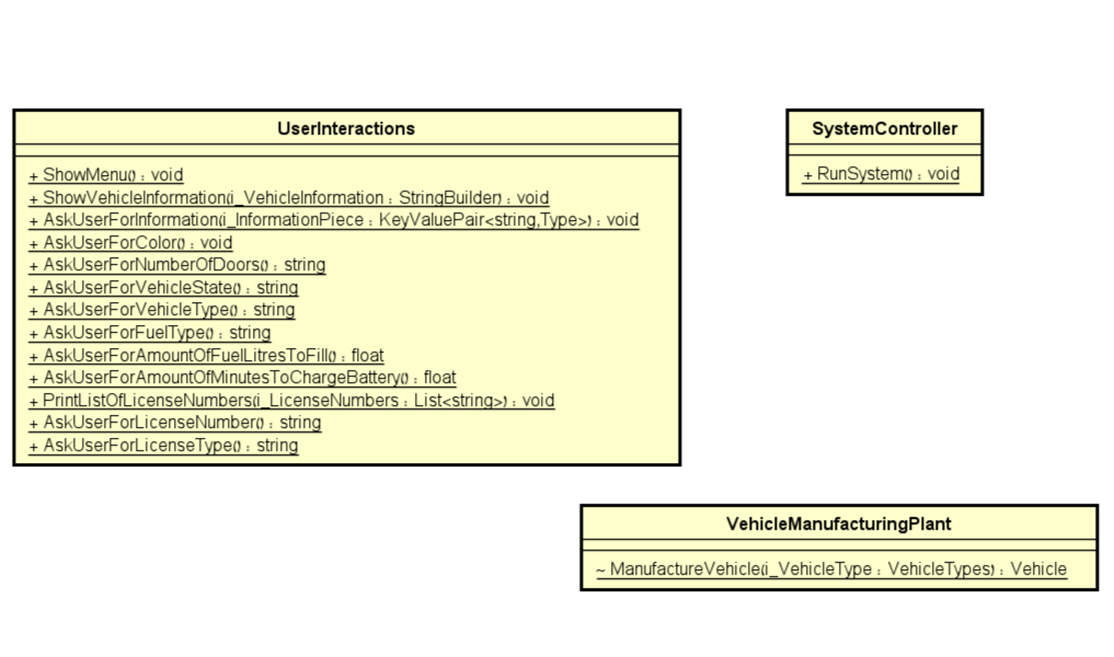 UserInteractions
+ ShowMenu() : void
+ ShowVehicleInformation(i_VehicleInformation : StringBuilder) : void
+ AskUserForInformation(i_InformationPiece : KeyValuePair<string,Type>) : void
+ AskUserForColor() : void
+ AskUserForNumberOfDoors() : string
+ AskUserForVehicleState() : string
+ AskUserForVehicleType() : string
+ AskUserForFuelType() : string
+ AskUserForAmountOfFuelLitresToFill() : float
+ AskUserForAmountOfMinutesToChargeBattery() : float
+ PrintListOfLicenseNumbers(i_LicenseNumbers : List<string>) : void
+ AskUserForLicenseNumber() : string
+ AskUserForLicenseType() : string
SystemController
+ RunSystem() : void
VehicleManufacturingPlant
~ ManufactureVehicle(i_VehicleType : VehicleTypes) : Vehicle